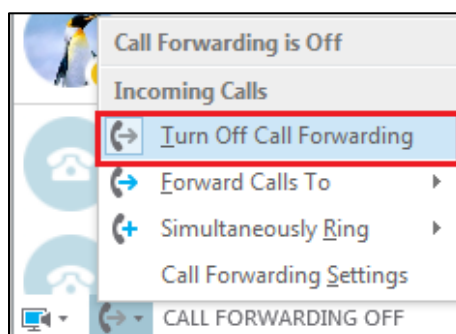 Call Forwarding is Off
Incoming Calls
Turn Off Call Forwarding
Forward Calls To
Simultaneously Ring
Call Forwarding Settings
CALL FORWARDING OFF